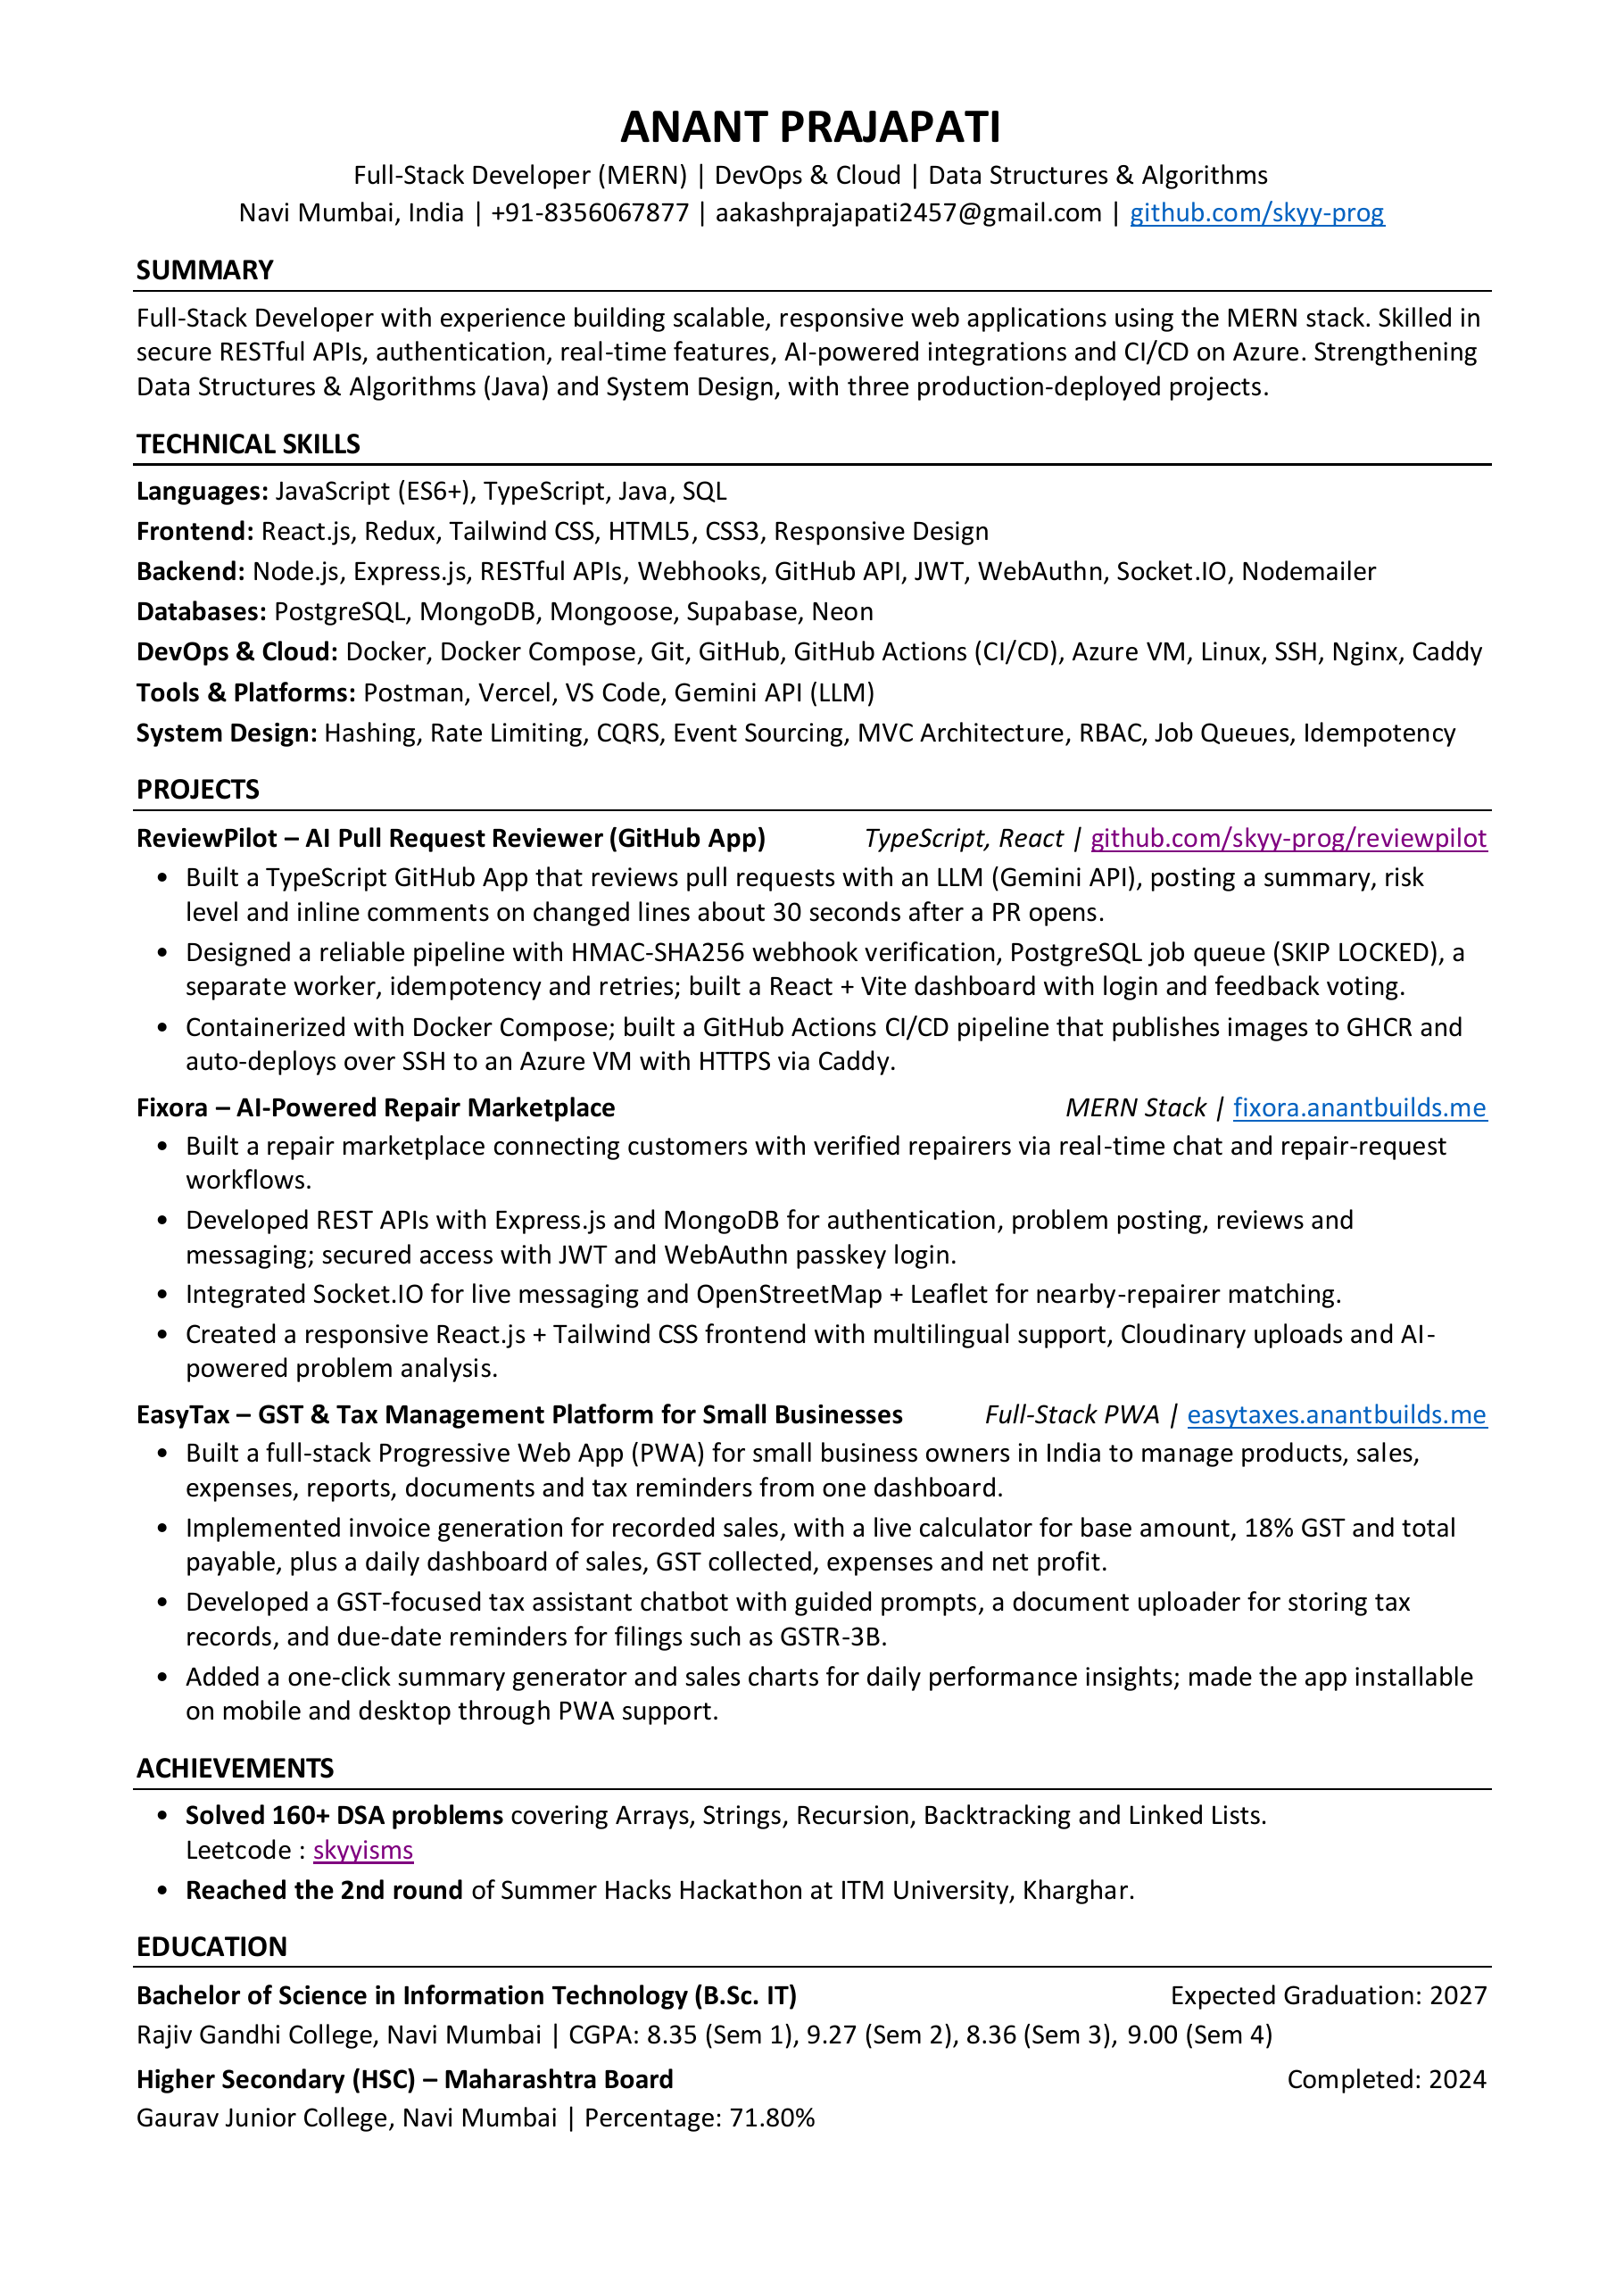 ANANT PRAJAPATI
Full-Stack Developer (MERN) | DevOps & Cloud | Data Structures & Algorithms
Navi Mumbai, India | +91-8356067877 | aakashprajapati2457@gmail.com | github.com/skyy-prog
SUMMARY
Full-Stack Developer with experience building scalable, responsive web applications using the MERN stack. Skilled in
secure RESTful APIs, authentication, real-time features, AI-powered integrations and CI/CD on Azure. Strengthening
Data Structures & Algorithms (Java) and System Design, with three production-deployed projects.
TECHNICAL SKILLS
Languages: JavaScript (ES6+), TypeScript, Java, SQL
Frontend: React.js, Redux, Tailwind CSS, HTML5, CSS3, Responsive Design
Backend: Node.js, Express.js, RESTful APIs, Webhooks, GitHub API, JWT, WebAuthn, Socket.IO, Nodemailer
Databases: PostgreSQL, MongoDB, Mongoose, Supabase, Neon
DevOps & Cloud: Docker, Docker Compose, Git, GitHub, GitHub Actions (CI/CD), Azure VM, Linux, SSH, Nginx, Caddy
Tools & Platforms: Postman, Vercel, VS Code, Gemini API (LLM)
System Design: Hashing, Rate Limiting, CQRS, Event Sourcing, MVC Architecture, RBAC, Job Queues, Idempotency
PROJECTS
ReviewPilot – AI Pull Request Reviewer (GitHub App) TypeScript, React | github.com/skyy-prog/reviewpilot
• Built a TypeScript GitHub App that reviews pull requests with an LLM (Gemini API), posting a summary, risk
level and inline comments on changed lines about 30 seconds after a PR opens.
• Designed a reliable pipeline with HMAC-SHA256 webhook verification, PostgreSQL job queue (SKIP LOCKED), a
separate worker, idempotency and retries; built a React + Vite dashboard with login and feedback voting.
• Containerized with Docker Compose; built a GitHub Actions CI/CD pipeline that publishes images to GHCR and
auto-deploys over SSH to an Azure VM with HTTPS via Caddy.
Fixora – AI-Powered Repair Marketplace MERN Stack | fixora.anantbuilds.me
• Built a repair marketplace connecting customers with verified repairers via real-time chat and repair-request
workflows.
• Developed REST APIs with Express.js and MongoDB for authentication, problem posting, reviews and
messaging; secured access with JWT and WebAuthn passkey login.
• Integrated Socket.IO for live messaging and OpenStreetMap + Leaflet for nearby-repairer matching.
• Created a responsive React.js + Tailwind CSS frontend with multilingual support, Cloudinary uploads and AI-
powered problem analysis.
EasyTax – GST & Tax Management Platform for Small Businesses Full-Stack PWA | easytaxes.anantbuilds.me
• Built a full-stack Progressive Web App (PWA) for small business owners in India to manage products, sales,
expenses, reports, documents and tax reminders from one dashboard.
• Implemented invoice generation for recorded sales, with a live calculator for base amount, 18% GST and total
payable, plus a daily dashboard of sales, GST collected, expenses and net profit.
• Developed a GST-focused tax assistant chatbot with guided prompts, a document uploader for storing tax
records, and due-date reminders for filings such as GSTR-3B.
• Added a one-click summary generator and sales charts for daily performance insights; made the app installable
on mobile and desktop through PWA support.
ACHIEVEMENTS
• Solved 160+ DSA problems covering Arrays, Strings, Recursion, Backtracking and Linked Lists.
Leetcode : skyyisms
• Reached the 2nd round of Summer Hacks Hackathon at ITM University, Kharghar.
EDUCATION
Bachelor of Science in Information Technology (B.Sc. IT) Expected Graduation: 2027
Rajiv Gandhi College, Navi Mumbai | CGPA: 8.35 (Sem 1), 9.27 (Sem 2), 8.36 (Sem 3), 9.00 (Sem 4)
Higher Secondary (HSC) – Maharashtra Board Completed: 2024
Gaurav Junior College, Navi Mumbai | Percentage: 71.80%